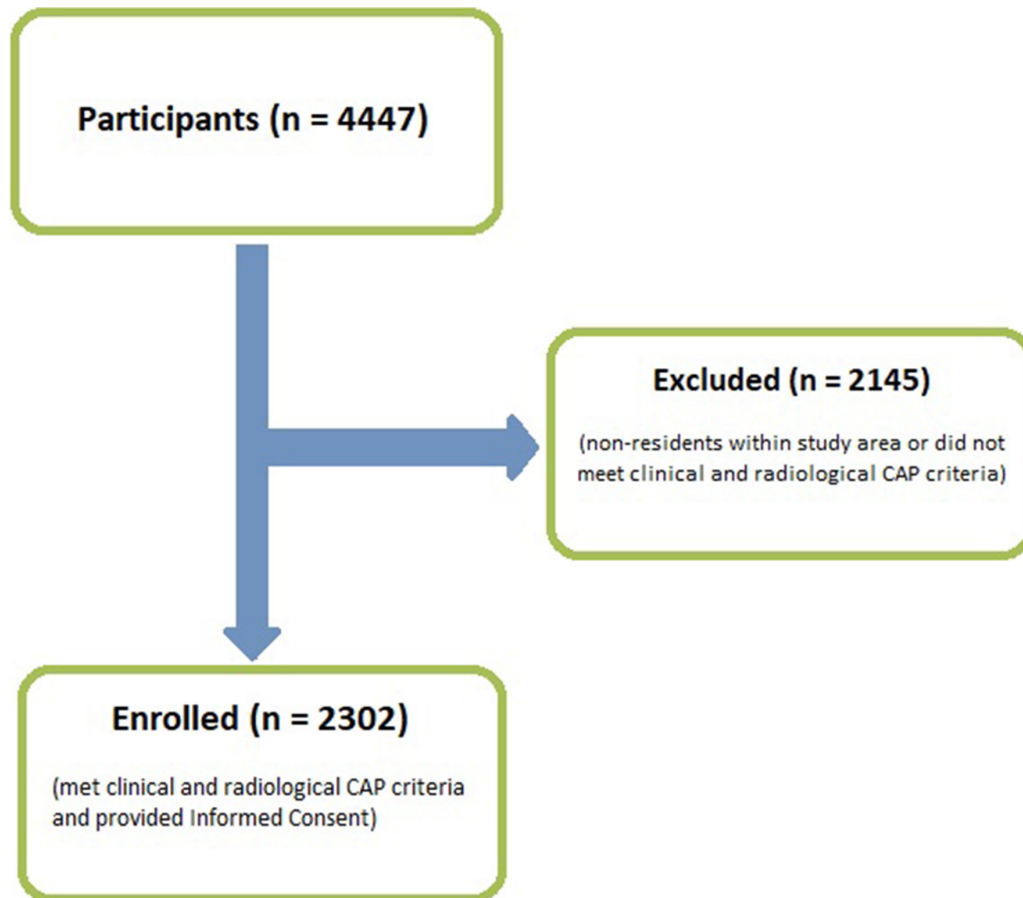 Participants (n = 4447)
Excluded (n = 2145)
(non-residents within study area or did not
meet clinical and radiological CAP criteria)
Enrolled (n = 2302)
(met clinical and radiological CAP criteria
and provided Informed Consent)